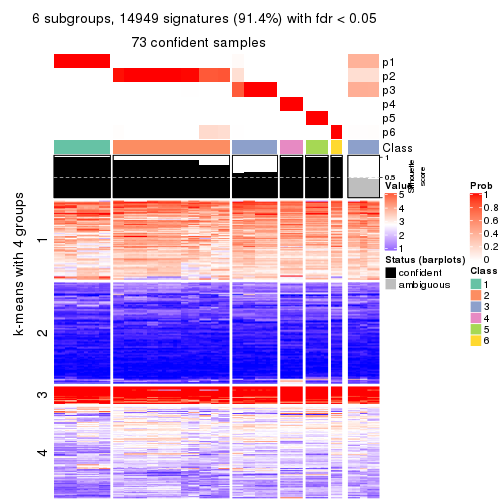 6 subgroups, 14949 signatures (91.4%) with fdr < 0.05
73 confident samples
p1
p2
p3
p4
p5
p6
Class
1
0.5
0
Silhouette
score
k-means with 4 groups
1
2
3
4
Value
5
4
3
2
1
Status (barplots)
confident
ambiguous
Prob
1
0.8
0.6
0.4
0.2
0
Class
1
2
3
4
5
6